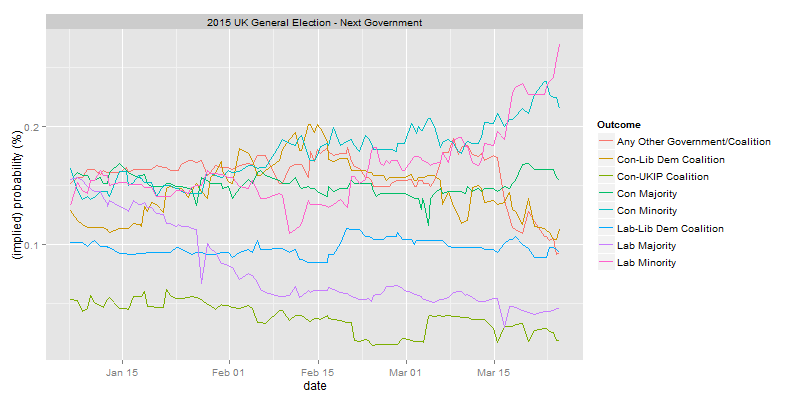 2015 UK General Election - Next Government
(implied) probability (%)
0.2
0.1
Jan 15
Feb 01
Feb 15
Mar 01
Mar 15
date
Outcome
Any Other Government/Coalition
Con-Lib Dem Coalition
Con-UKIP Coalition
Con Majority
Con Minority
Lab-Lib Dem Coalition
Lab Majority
Lab Minority